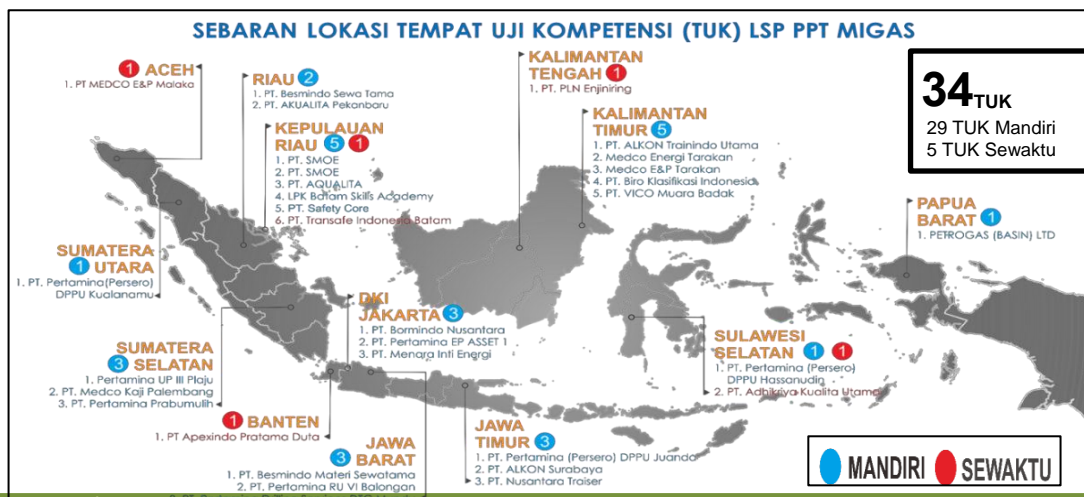 SEBARAN LOKASI TEMPAT UJI KOMPETENSI (TUK) LSP PPT MIGAS
34 TUK
29 TUK Mandiri
5 TUK Sewaktu
1 ACEH
1. PT MEDCO E&P Malaka
RIAU 2
1. PT. Besmindo Sewa Tama
2. PT. AKUALITA Pekanbaru
KEPULAUAN
RIAU 5 1
1. PT. SMOE
2. PT. SMOE
3. PT. AQUALITA
4. LPK Batam Skills Academy
5. PT. Safety Core
6. PT. Transafe Indonesia Batam
KALIMANTAN
TENGAH 1
1. PT. PLN Enjiniring
KALIMANTAN
TIMUR 5
1. PT. ALKON Trainindo Utama
2. Medco Energi Tarakan
3. Medco E&P Tarakan
4. PT. Biro Klasifikasi Indonesia
5. PT. VICO Muara Badak
PAPUA
BARAT 1
1. PETROGAS (BASIN) LTD
SUMATERA
1 UTARA
1. PT. Pertamina(Persero)
DPPU Kualanamu
DKI
JAKARTA 3
1. PT. Bormindo Nusantara
2. PT. Pertamina EP ASSET 1
3. PT. Menara Inti Energi
SUMATERA
3 SELATAN
1. Pertamina UP III Plaju
2. PT. Medco Kaji Palembang
3. PT. Pertamina Prabumulih
SULAWESI
SELATAN 1 1
1. PT. Pertamina (Persero)
DPPU Hassanudin
2. PT. Adhikriya Kualita Utama
1 BANTEN
1. PT Apexindo Pratama Duta
JAWA
3 BARAT
1. PT. Besmindo Materi Sewatama
2. PT. Pertamina RU VI Balongan
JAWA
TIMUR 3
1. PT. Pertamina (Persero) DPPU Juanda
2. PT. ALKON Surabaya
3. PT. Nusantara Traiser
MANDIRI SEWAKTU